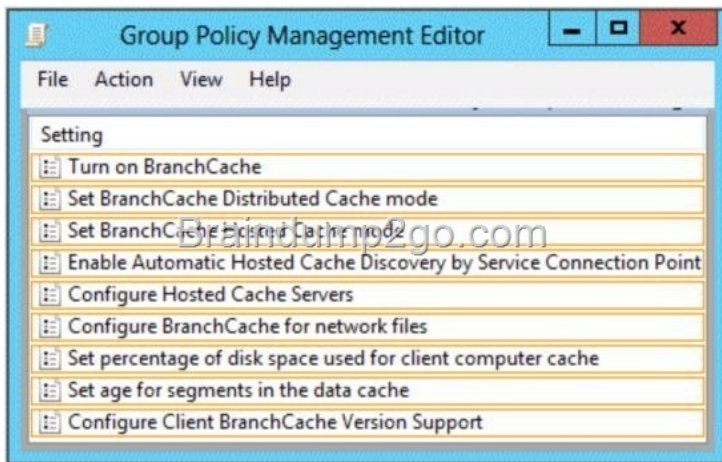 Group Policy Management Editor
File Action View Help
Setting
Turn on BranchCache
Set BranchCache Distributed Cache mode
Set BranchCache Hosted Cache mode
Braindump2go.com
Enable Automatic Hosted Cache Discovery by Service Connection Point
Configure Hosted Cache Servers
Configure BranchCache for network files
Set percentage of disk space used for client computer cache
Set age for segments in the data cache
Configure Client BranchCache Version Support